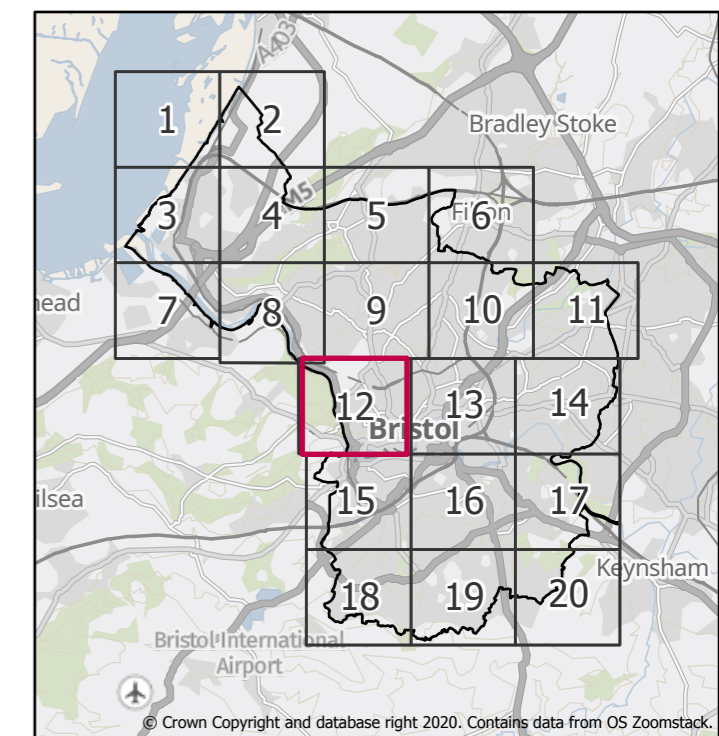 A403
1
2
Bradley Stoke
M5
3
4
5
Filton
6
ead
7
8
9
10
11
12
13
14
Bristol
ilsea
15
16
17
Keynsham
18
19
20
Bristol International
Airport
© Crown Copyright and database right 2020. Contains data from OS Zoomstack.